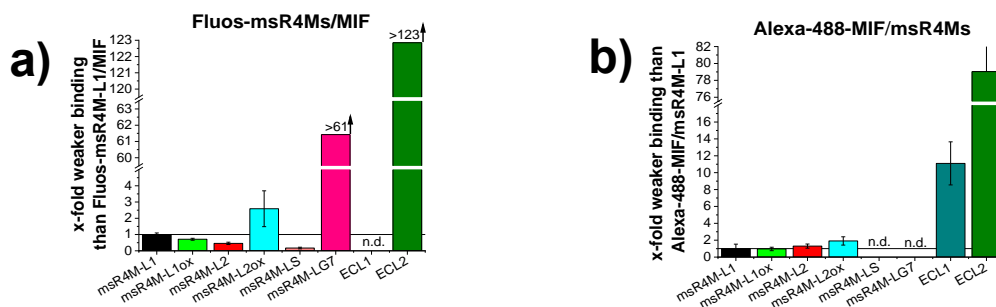 a)
Fluos-msR4Ms/MIF
x-fold weaker binding
than Fluos-msR4M-L1/MIF
123
122
121
120
63
62
61
60
4
3
2
1
0
>61
n.d.
>123
msR4M-L1
msR4M-L1ox
msR4M-L2
msR4M-L2ox
msR4M-LS
msR4M-LG7
ECL1
ECL2
b)
Alexa-488-MIF/msR4Ms
x-fold weaker binding than
Alexa-488-MIF/msR4M-L1
82
80
78
76
16
14
12
10
8
6
4
2
0
n.d.
n.d.
msR4M-L1
msR4M-L1ox
msR4M-L2
msR4M-L2ox
msR4M-LS
msR4M-LG7
ECL1
ECL2